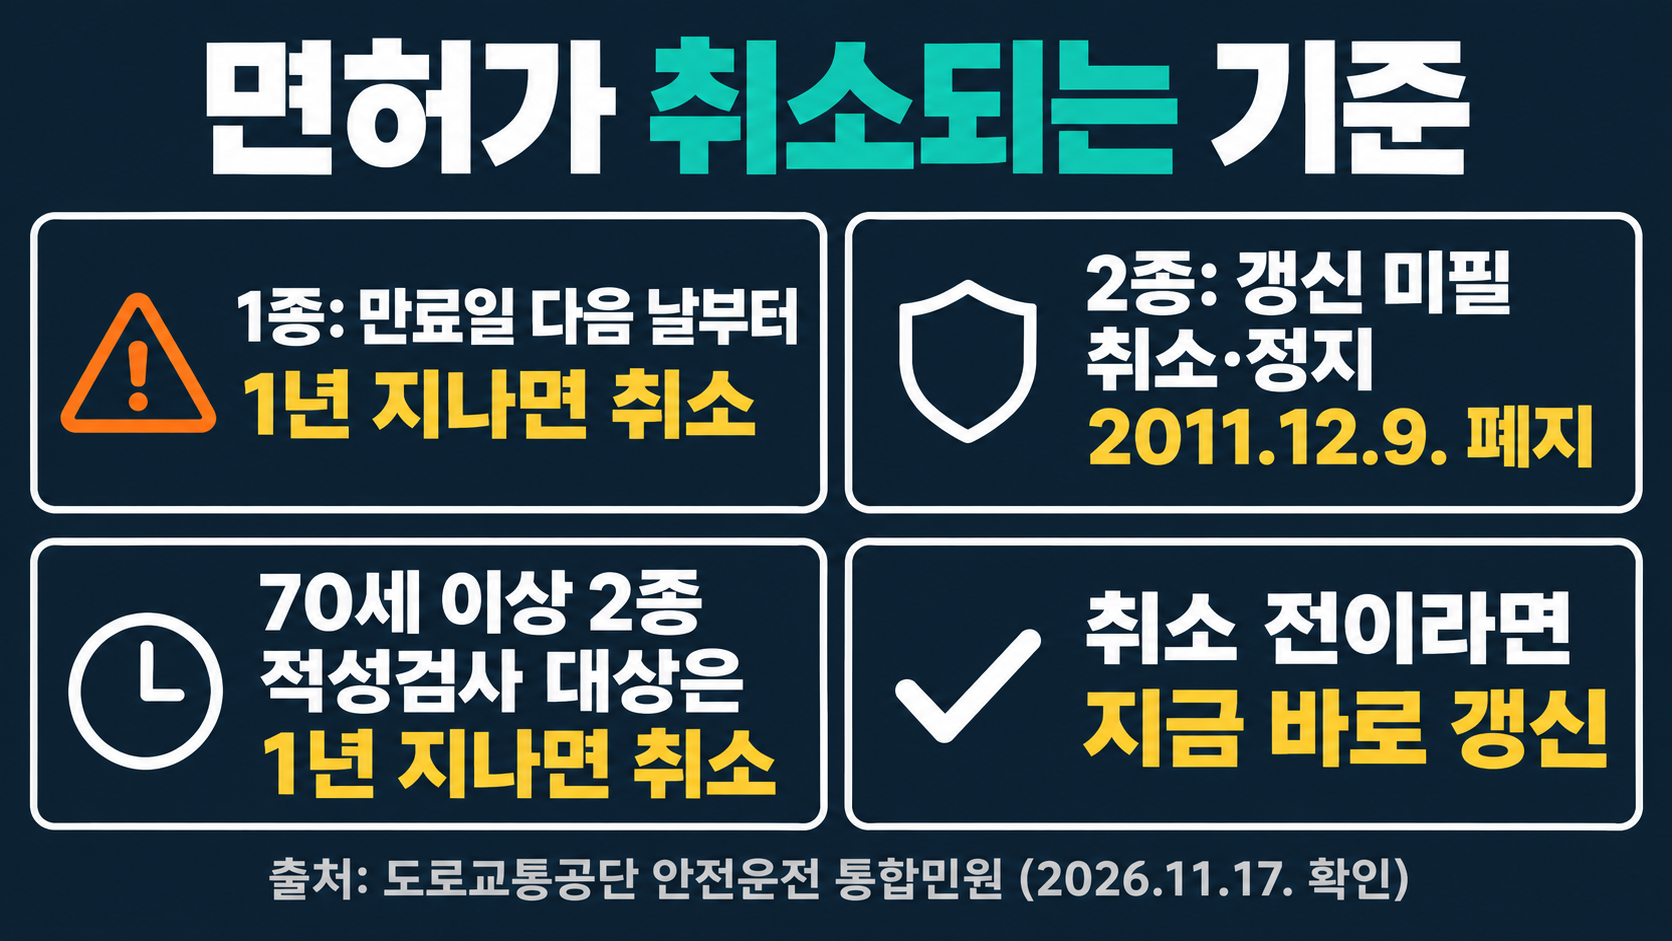 면허가 취소되는 기준
1종: 만료일 다음 날부터
1년 지나면 취소
2종: 갱신 미필
취소·정지
2011.12.9. 폐지
70세 이상 2종
적성검사 대상은
1년 지나면 취소
취소 전이라면
지금 바로 갱신
출처: 도로교통공단 안전운전 통합민원 (2026.11.17. 확인)